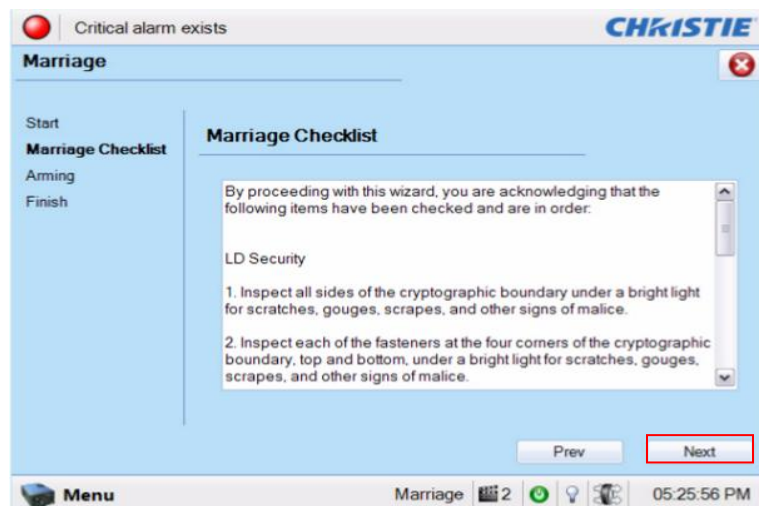 Critical alarm exists
CHRISTIE
Marriage
Start
Marriage Checklist
Arming
Finish
Marriage Checklist
By proceeding with this wizard, you are acknowledging that the
following items have been checked and are in order:
LD Security
1. Inspect all sides of the cryptographic boundary under a bright light
for scratches, gouges, scrapes, and other signs of malice.
2. Inspect each of the fasteners at the four corners of the cryptographic
boundary, top and bottom, under a bright light for scratches, gouges,
scrapes, and other signs of malice.
Prev
Next
Menu
Marriage
2
05:25:56 PM